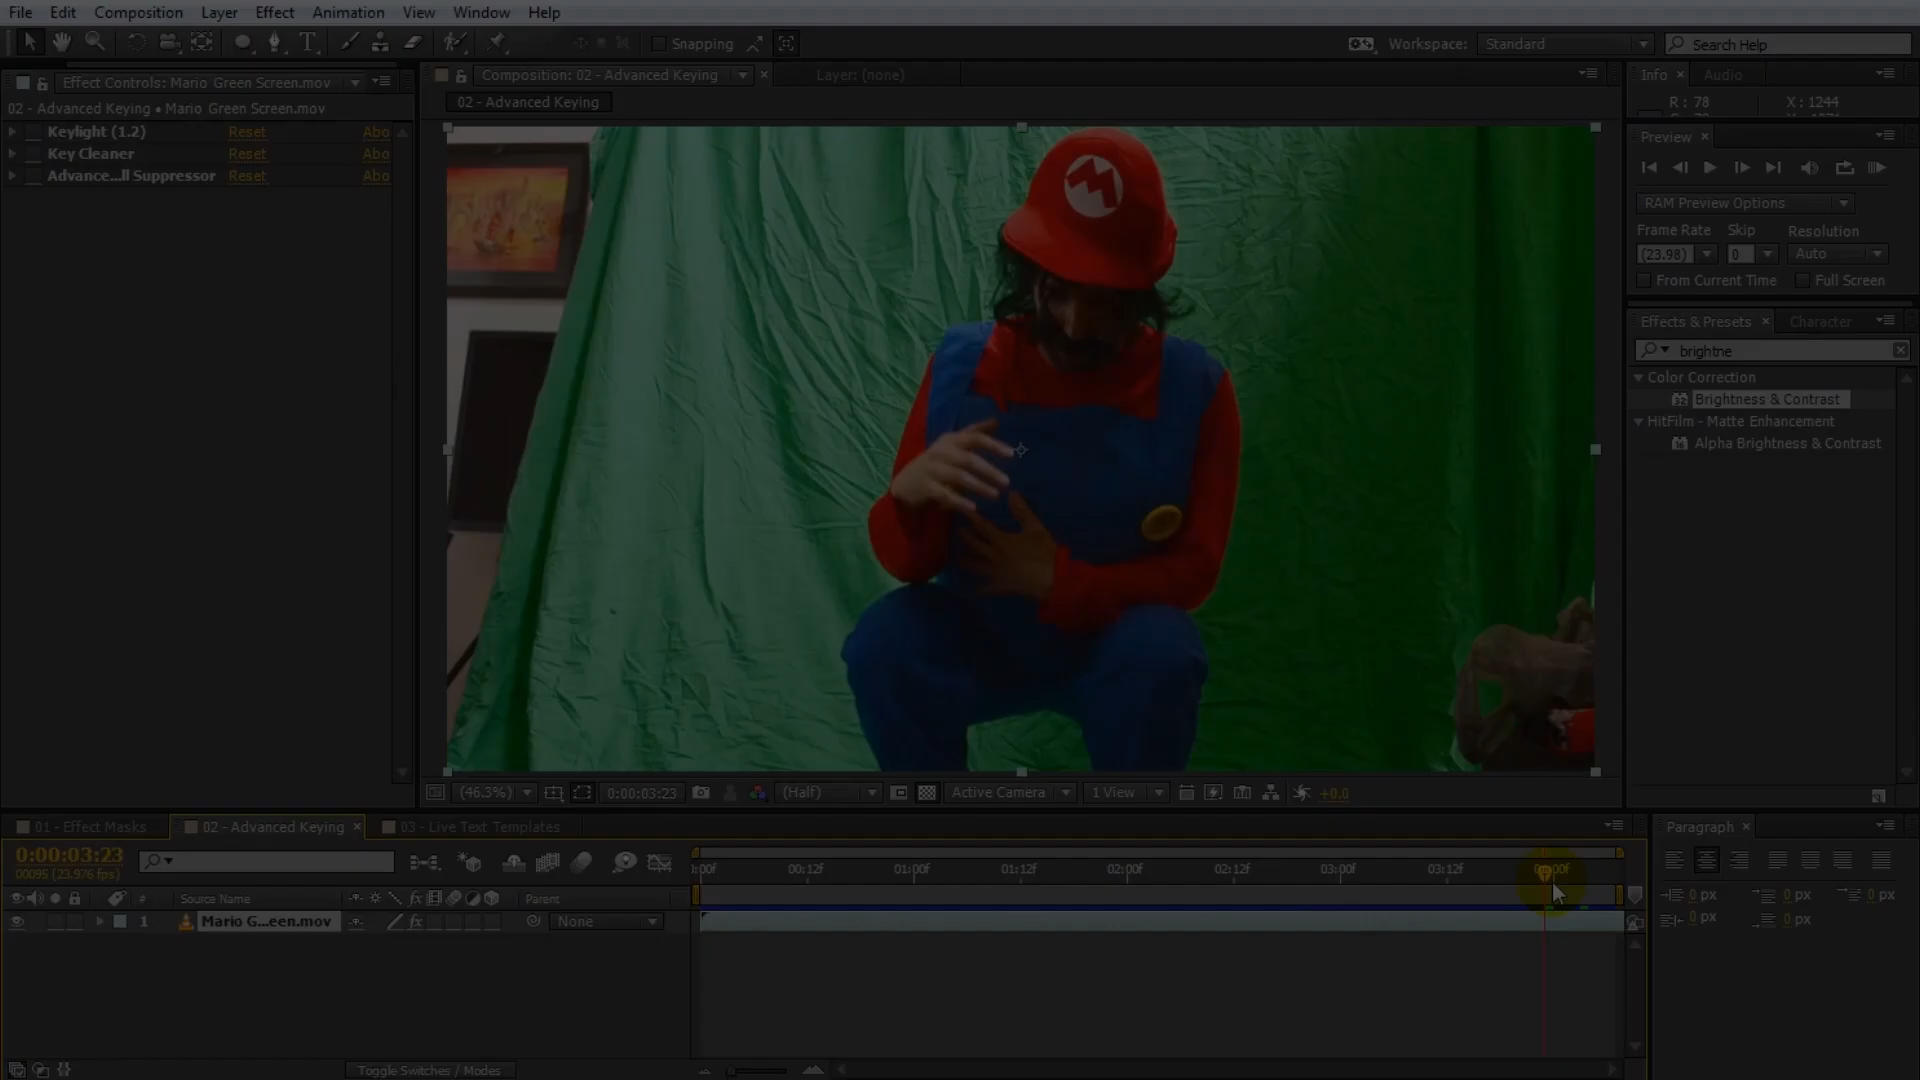 File Edit Composition Layer Effect Animation View Window Help
Snapping
Workspace: Standard
Search Help
Effect Controls: Mario Green Screen.mov
02 - Advanced Keying • Mario Green Screen.mov
Keylight (1.2) Reset Abo
Key Cleaner Reset Abo
Advance...ll Suppressor Reset Abo
Composition: 02 - Advanced Keying
Layer: (none)
02 - Advanced Keying
Info Audio
R : 78 X : 1244
Preview
RAM Preview Options
Frame Rate Skip Resolution
(23.98) 0 Auto
From Current Time Full Screen
Effects & Presets Character
brightne
Color Correction
Brightness & Contrast
HitFilm - Matte Enhancement
Alpha Brightness & Contrast
(46.3%) 0:00:03:23 (Half) Active Camera 1 View +0.0
01 - Effect Masks 02 - Advanced Keying 03 - Live Text Templates
0:00:03:23
00095 (23.976 fps)
:00f 00:12f 01:00f 01:12f 02:00f 02:12f 03:00f 03:12f
# Source Name Parent
1 Mario G...een.mov None
Toggle Switches / Modes
Paragraph
0 px 0 px 0 px
0 px 0 px